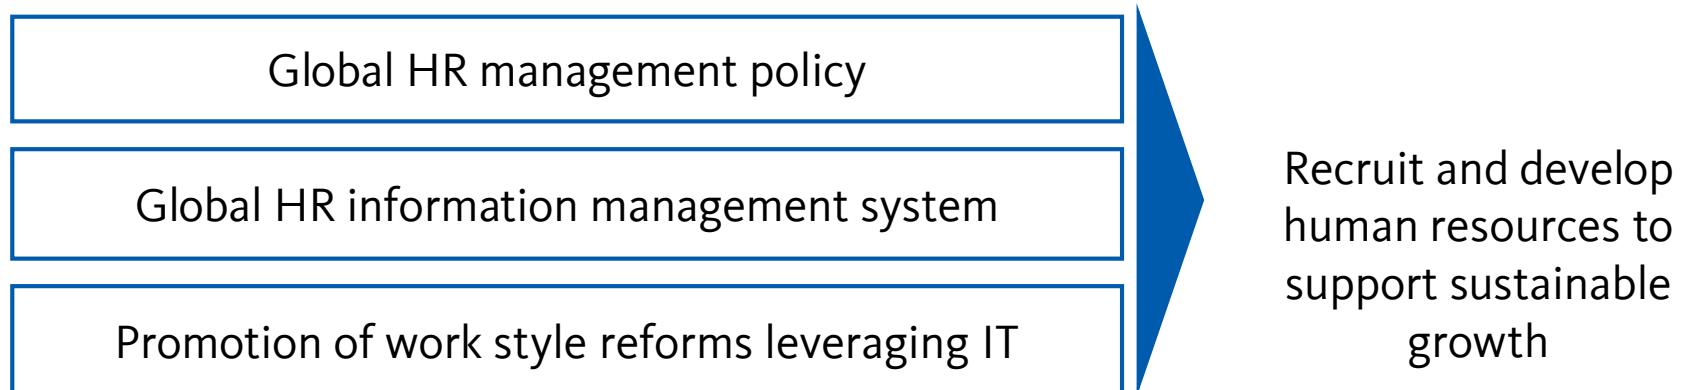 Global HR management policy
Global HR information management system
Promotion of work style reforms leveraging IT
Recruit and develop
human resources to
support sustainable
growth